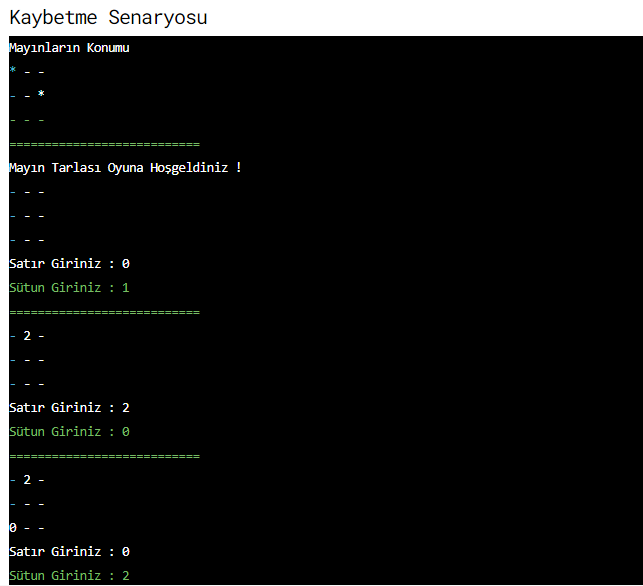 Kaybetme Senaryosu
Mayınların Konumu
* - -
- - *
- - -
===========================
Mayın Tarlası Oyuna Hoşgeldiniz !
- - -
- - -
- - -
Satır Giriniz : 0
Sütun Giriniz : 1
===========================
- 2 -
- - -
- - -
Satır Giriniz : 2
Sütun Giriniz : 0
===========================
- 2 -
- - -
0 - -
Satır Giriniz : 0
Sütun Giriniz : 2